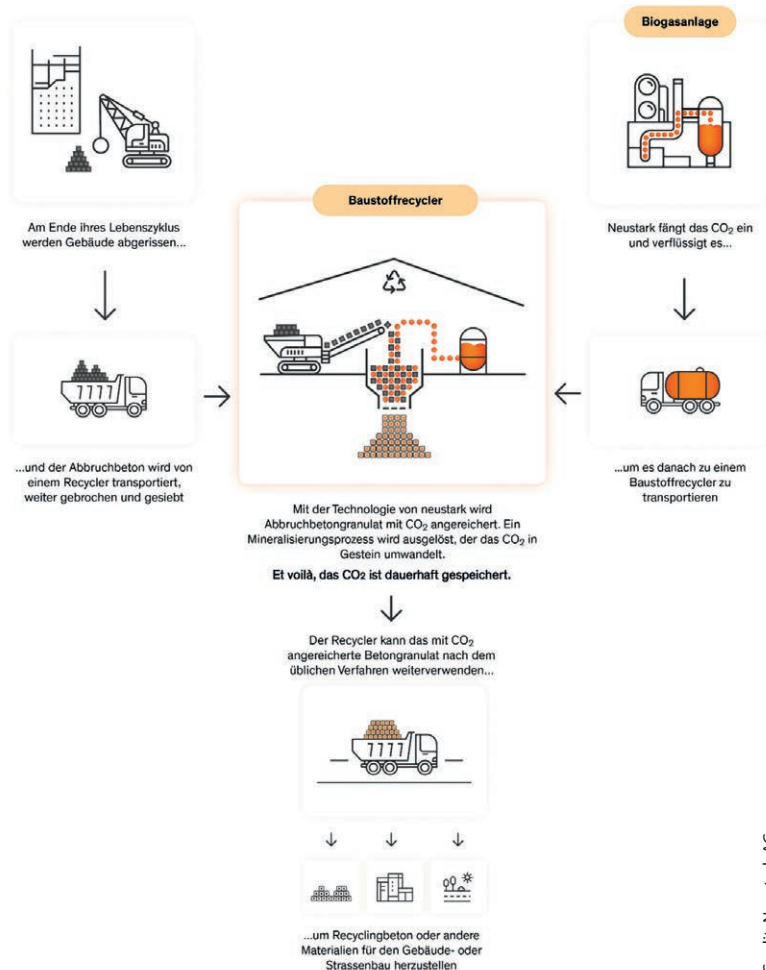 Biogasanlage
Am Ende ihres Lebenszyklus
werden Gebäude abgerissen...
Baustoffrecycler
Neustark fängt das CO₂ ein
und verflüssigt es...
...und der Abbruchbeton wird von
einem Recycler transportiert,
weiter gebrochen und gesiebt
...um es danach zu einem
Baustoffrecycler zu
transportieren
Mit der Technologie von neustark wird
Abbruchbetongranulat mit CO₂ angereichert. Ein
Mineralisierungsprozess wird ausgelöst, der das CO₂ in
Gestein umwandelt.
Et voilà, das CO₂ ist dauerhaft gespeichert.
Der Recycler kann das mit CO₂
angereicherte Betongranulat nach dem
üblichen Verfahren weiterverwenden...
...um Recyclingbeton oder andere
Materialien für den Gebäude- oder
Strassenbau herzustellen